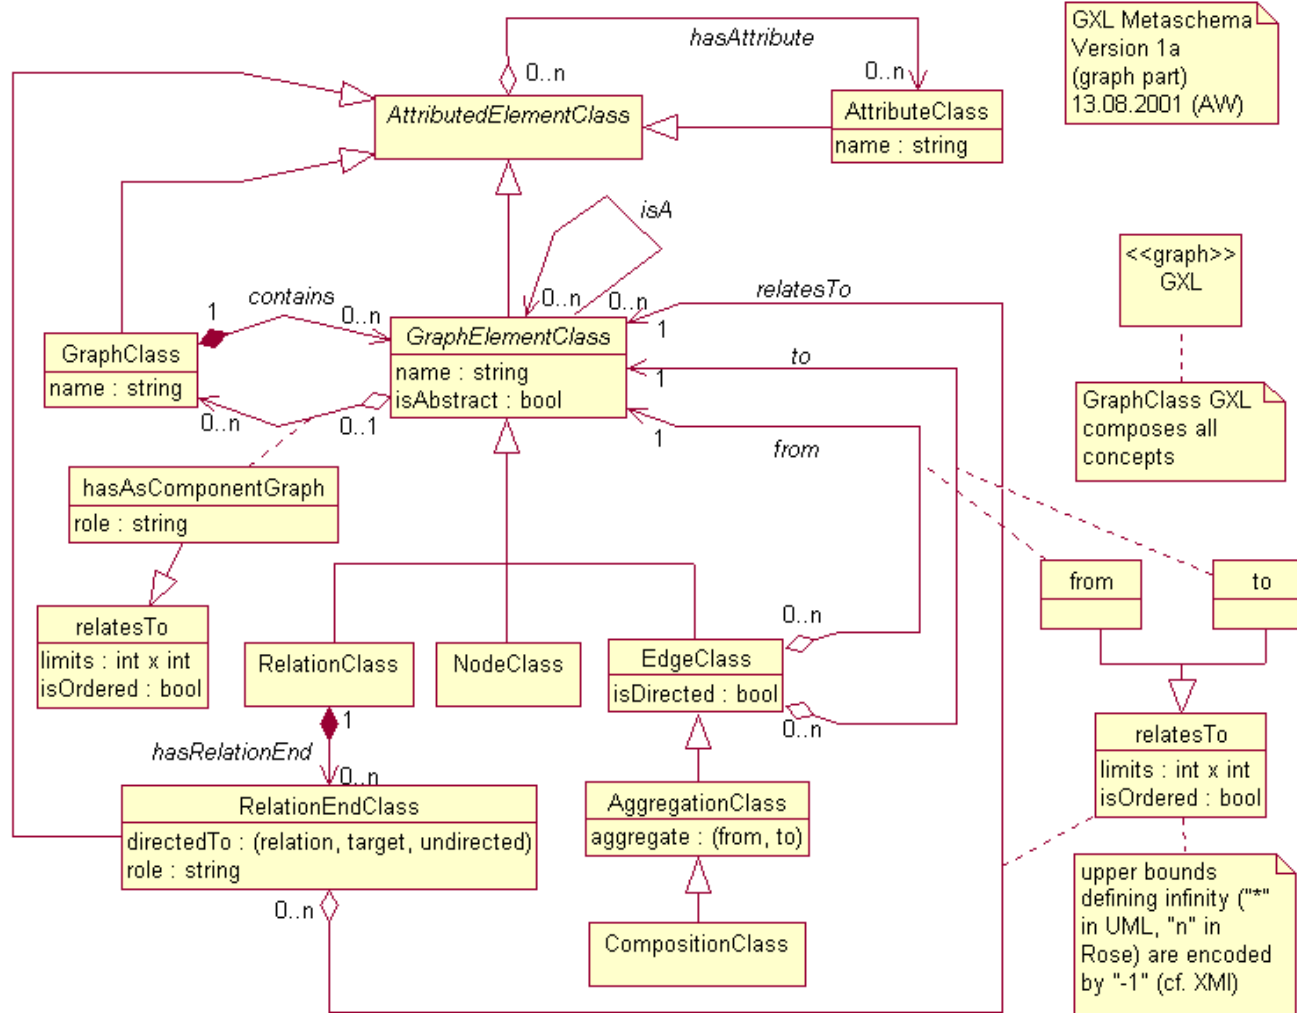 hasAttribute
0..n
0..n
GXL Metaschema
Version 1a
(graph part)
13.08.2001 (AW)
AttributedElementClass
AttributeClass
name : string
isA
0..n
0..n
contains
1
0..n
relatesTo
1
<<graph>>
GXL
GraphClass
name : string
GraphElementClass
name : string
isAbstract : bool
to
1
0..n
0..1
from
1
GraphClass GXL
composes all
concepts
hasAsComponentGraph
role : string
relatesTo
limits : int x int
isOrdered : bool
from
to
RelationClass
NodeClass
EdgeClass
isDirected : bool
0..n
0..n
1
hasRelationEnd
0..n
relatesTo
limits : int x int
isOrdered : bool
RelationEndClass
directedTo : (relation, target, undirected)
role : string
0..n
AggregationClass
aggregate : (from, to)
CompositionClass
upper bounds
defining infinity ("*"
in UML, "n" in
Rose) are encoded
by "-1" (cf. XMI)